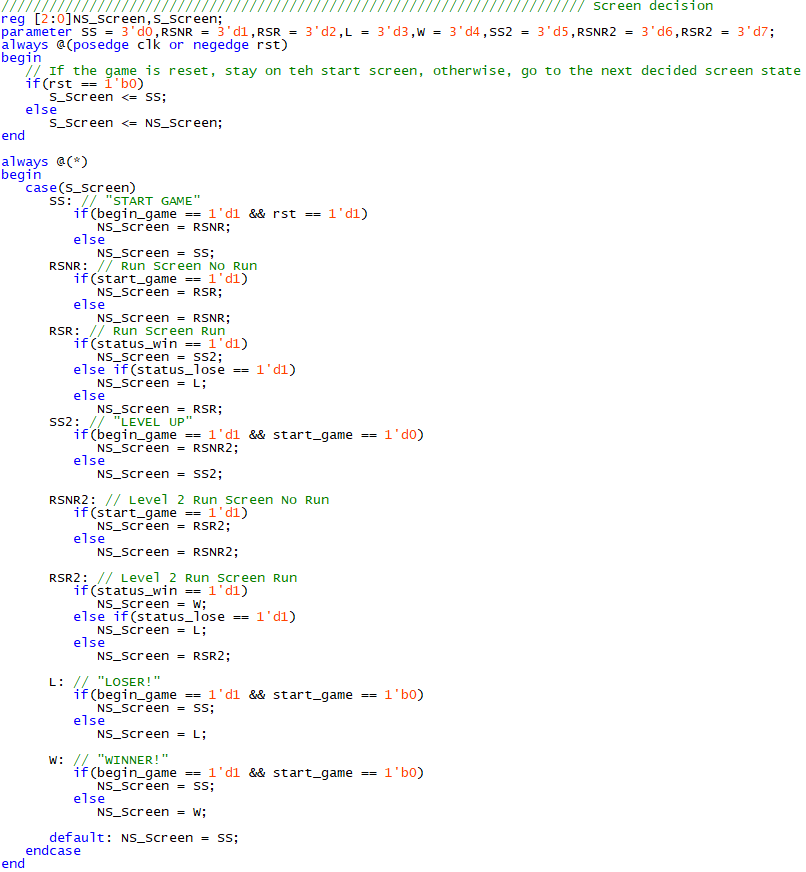 ////////////////////////////////////////////////////////////////////////// Screen decision
reg [2:0]NS_Screen,S_Screen;
parameter SS = 3'd0,RSNR = 3'd1,RSR = 3'd2,L = 3'd3,W = 3'd4,SS2 = 3'd5,RSNR2 = 3'd6,RSR2 = 3'd7;
always @(posedge clk or negedge rst)
begin
   // If the game is reset, stay on teh start screen, otherwise, go to the next decided screen state
   if(rst == 1'b0)
      S_Screen <= SS;
   else
      S_Screen <= NS_Screen;
end

always @(*)
begin
   case(S_Screen)
      SS: // "START GAME"
         if(begin_game == 1'd1 && rst == 1'd1)
            NS_Screen = RSNR;
         else
            NS_Screen = SS;
      RSNR: // Run Screen No Run
         if(start_game == 1'd1)
            NS_Screen = RSR;
         else
            NS_Screen = RSNR;
      RSR: // Run Screen Run
         if(status_win == 1'd1)
            NS_Screen = SS2;
         else if(status_lose == 1'd1)
            NS_Screen = L;
         else
            NS_Screen = RSR;
      SS2: // "LEVEL UP"
         if(begin_game == 1'd1 && start_game == 1'd0)
            NS_Screen = RSNR2;
         else
            NS_Screen = SS2;

      RSNR2: // Level 2 Run Screen No Run
         if(start_game == 1'd1)
            NS_Screen = RSR2;
         else
            NS_Screen = RSNR2;

      RSR2: // Level 2 Run Screen Run
         if(status_win == 1'd1)
            NS_Screen = W;
         else if(status_lose == 1'd1)
            NS_Screen = L;
         else
            NS_Screen = RSR2;

      L: // "LOSER!"
         if(begin_game == 1'd1 && start_game == 1'b0)
            NS_Screen = SS;
         else
            NS_Screen = L;

      W: // "WINNER!"
         if(begin_game == 1'd1 && start_game == 1'b0)
            NS_Screen = SS;
         else
            NS_Screen = W;

      default: NS_Screen = SS;
   endcase
end